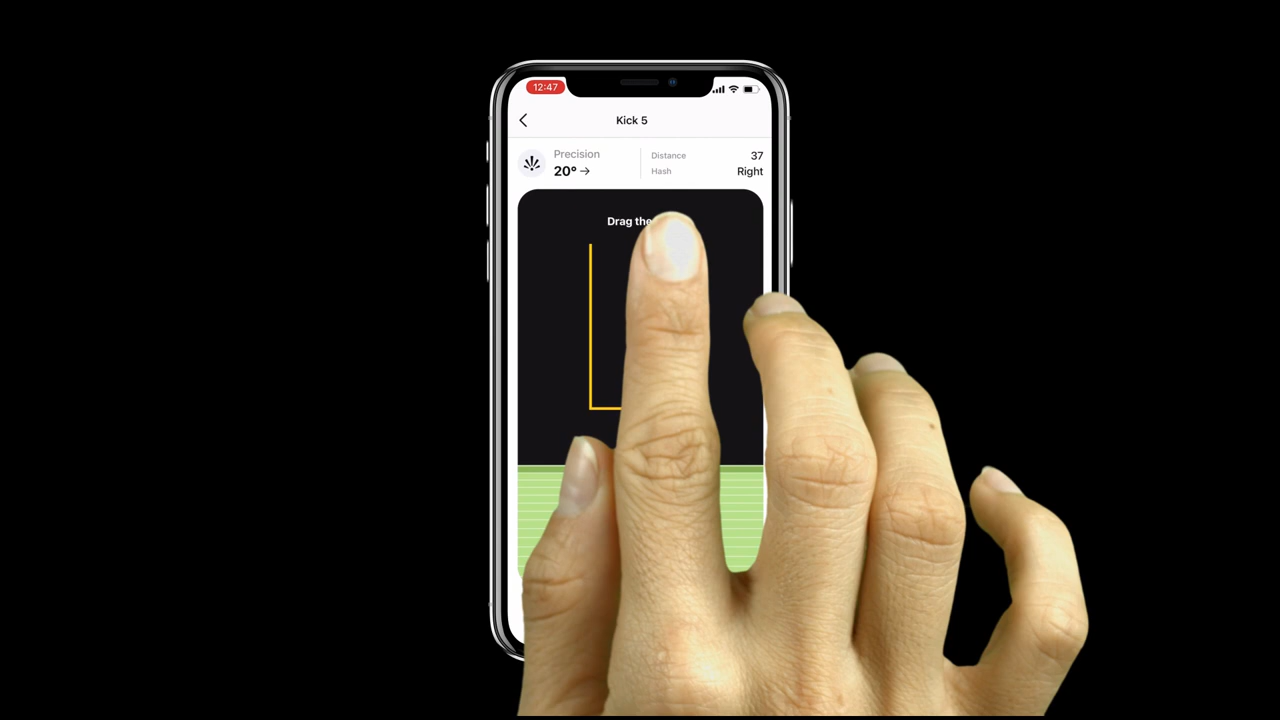 12:47
Kick 5
Precision
20° →
Distance 37
Hash Right
Drag the